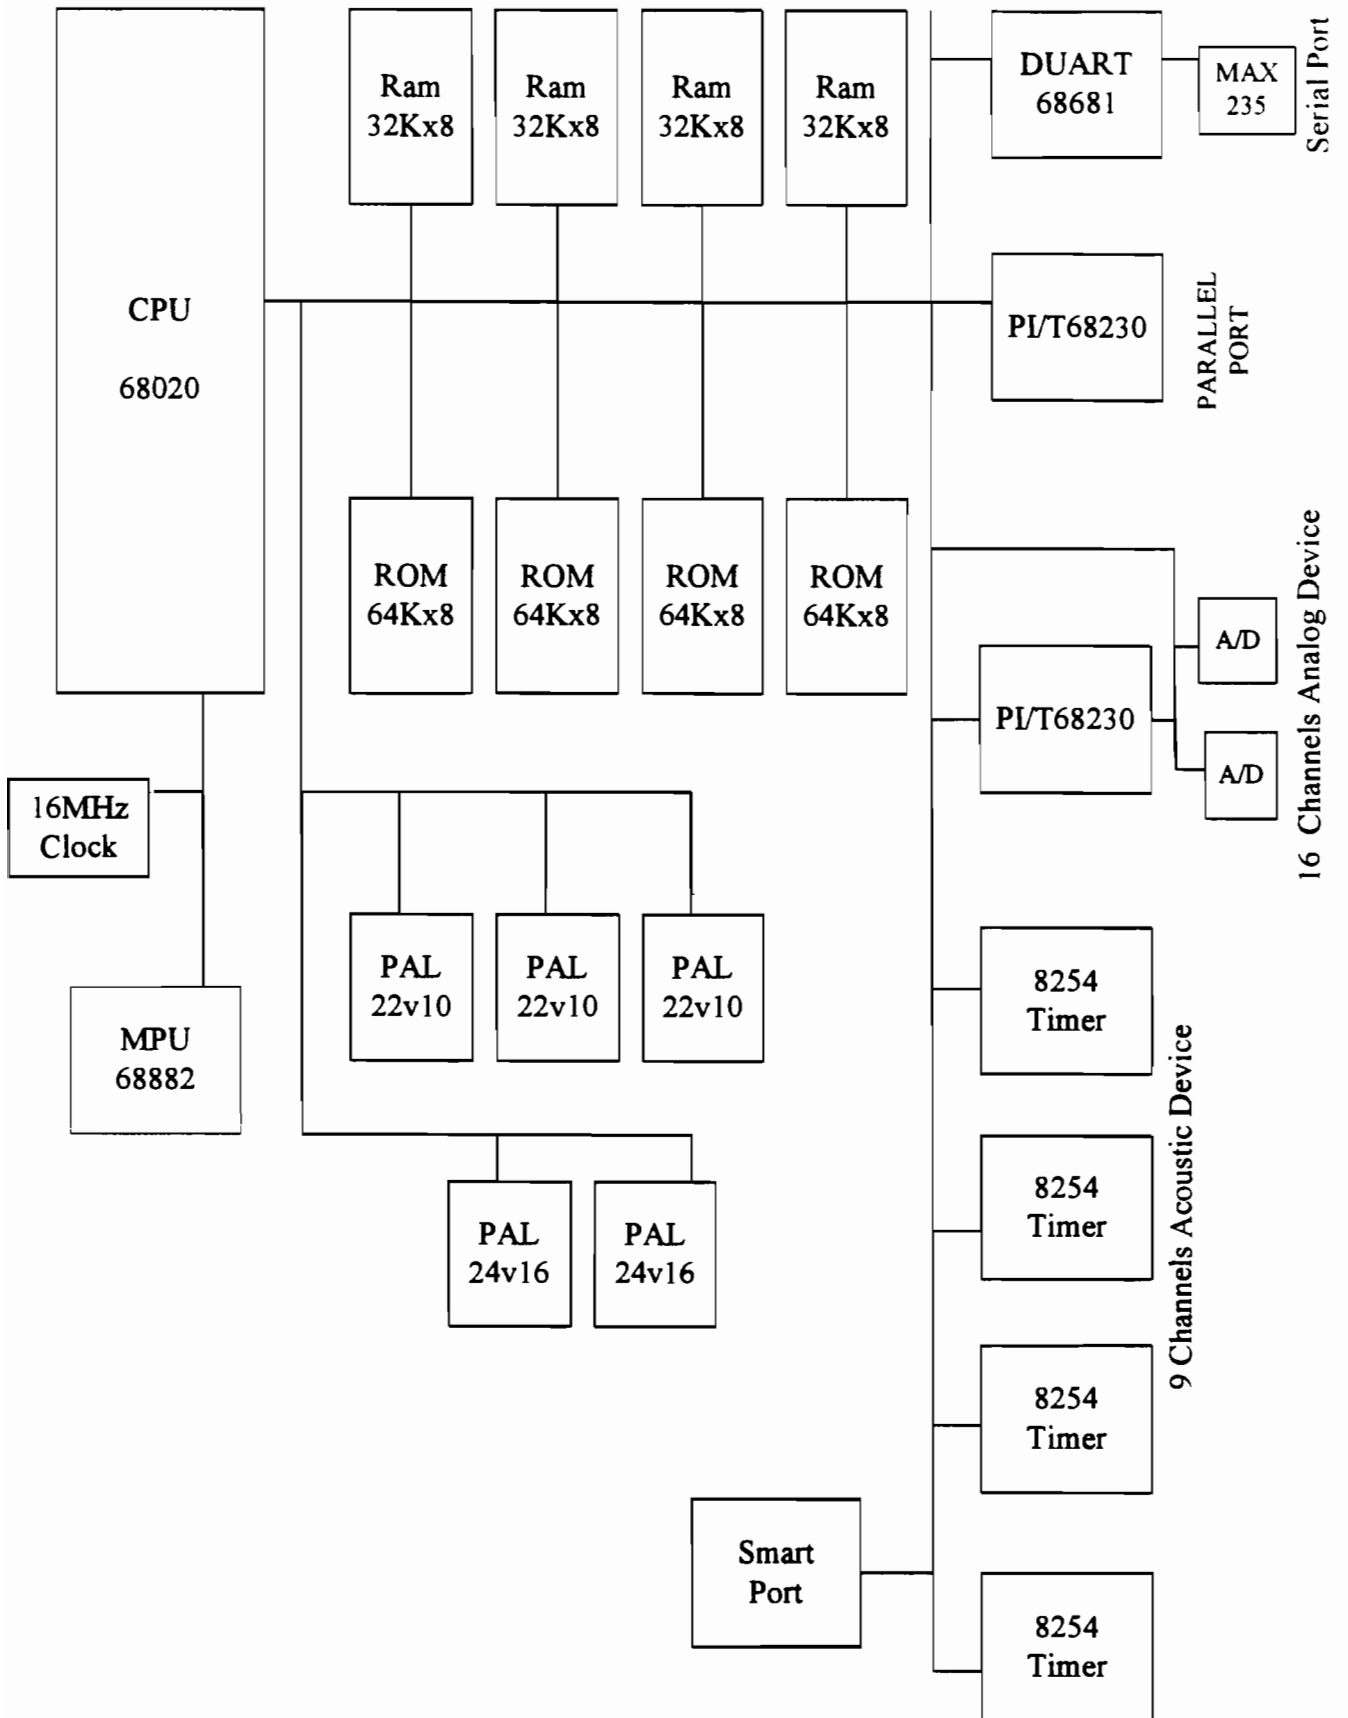 Ram
32Kx8
Ram
32Kx8
Ram
32Kx8
Ram
32Kx8
DUART
68681
MAX
235
Serial Port
CPU
68020
PI/T68230
PARALLEL
PORT
ROM
64Kx8
ROM
64Kx8
ROM
64Kx8
ROM
64Kx8
PI/T68230
A/D
A/D
16 Channels Analog Device
16MHz
Clock
MPU
68882
PAL
22v10
PAL
22v10
PAL
22v10
PAL
24v16
PAL
24v16
8254
Timer
8254
Timer
8254
Timer
9 Channels Acoustic Device
Smart
Port
8254
Timer